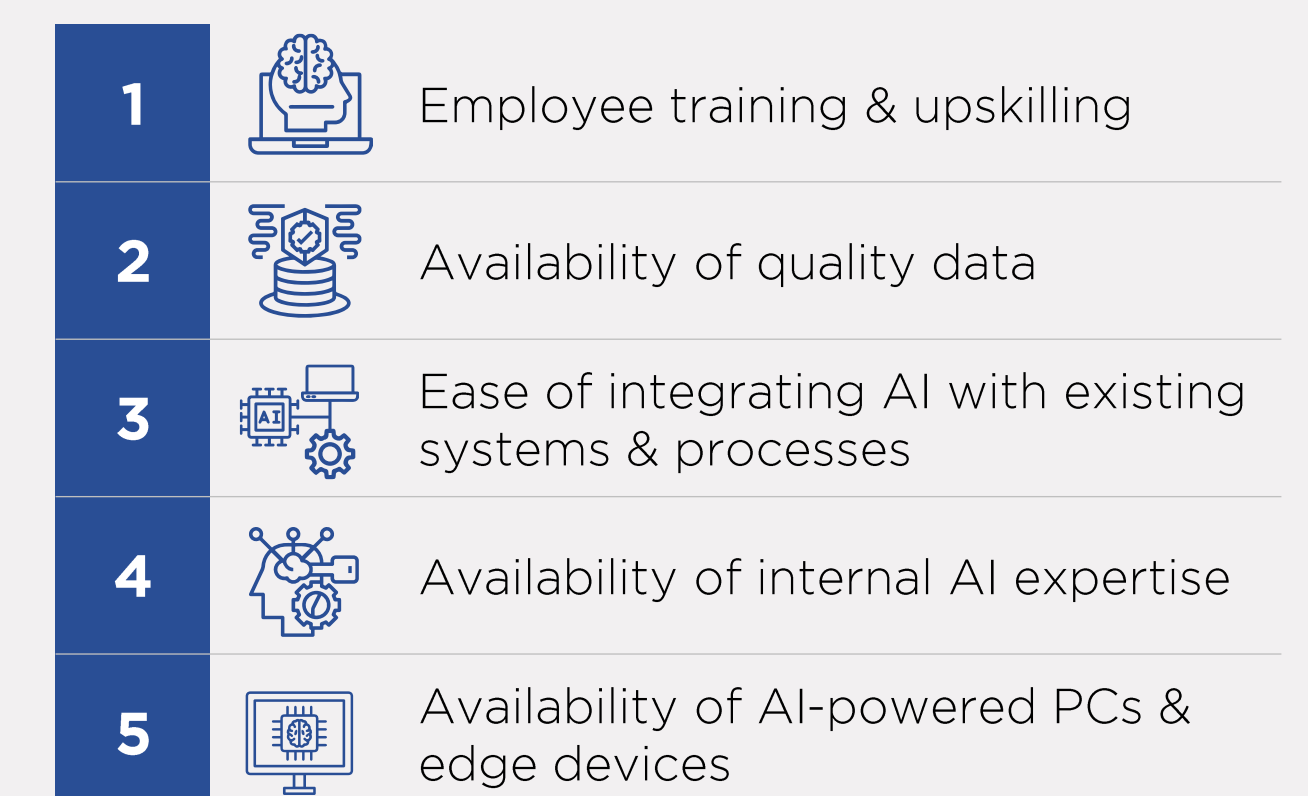 1
Employee training & upskilling
2
Availability of quality data
3
AI
Ease of integrating AI with existing
systems & processes
4
Availability of internal AI expertise
5
Availability of AI-powered PCs &
edge devices